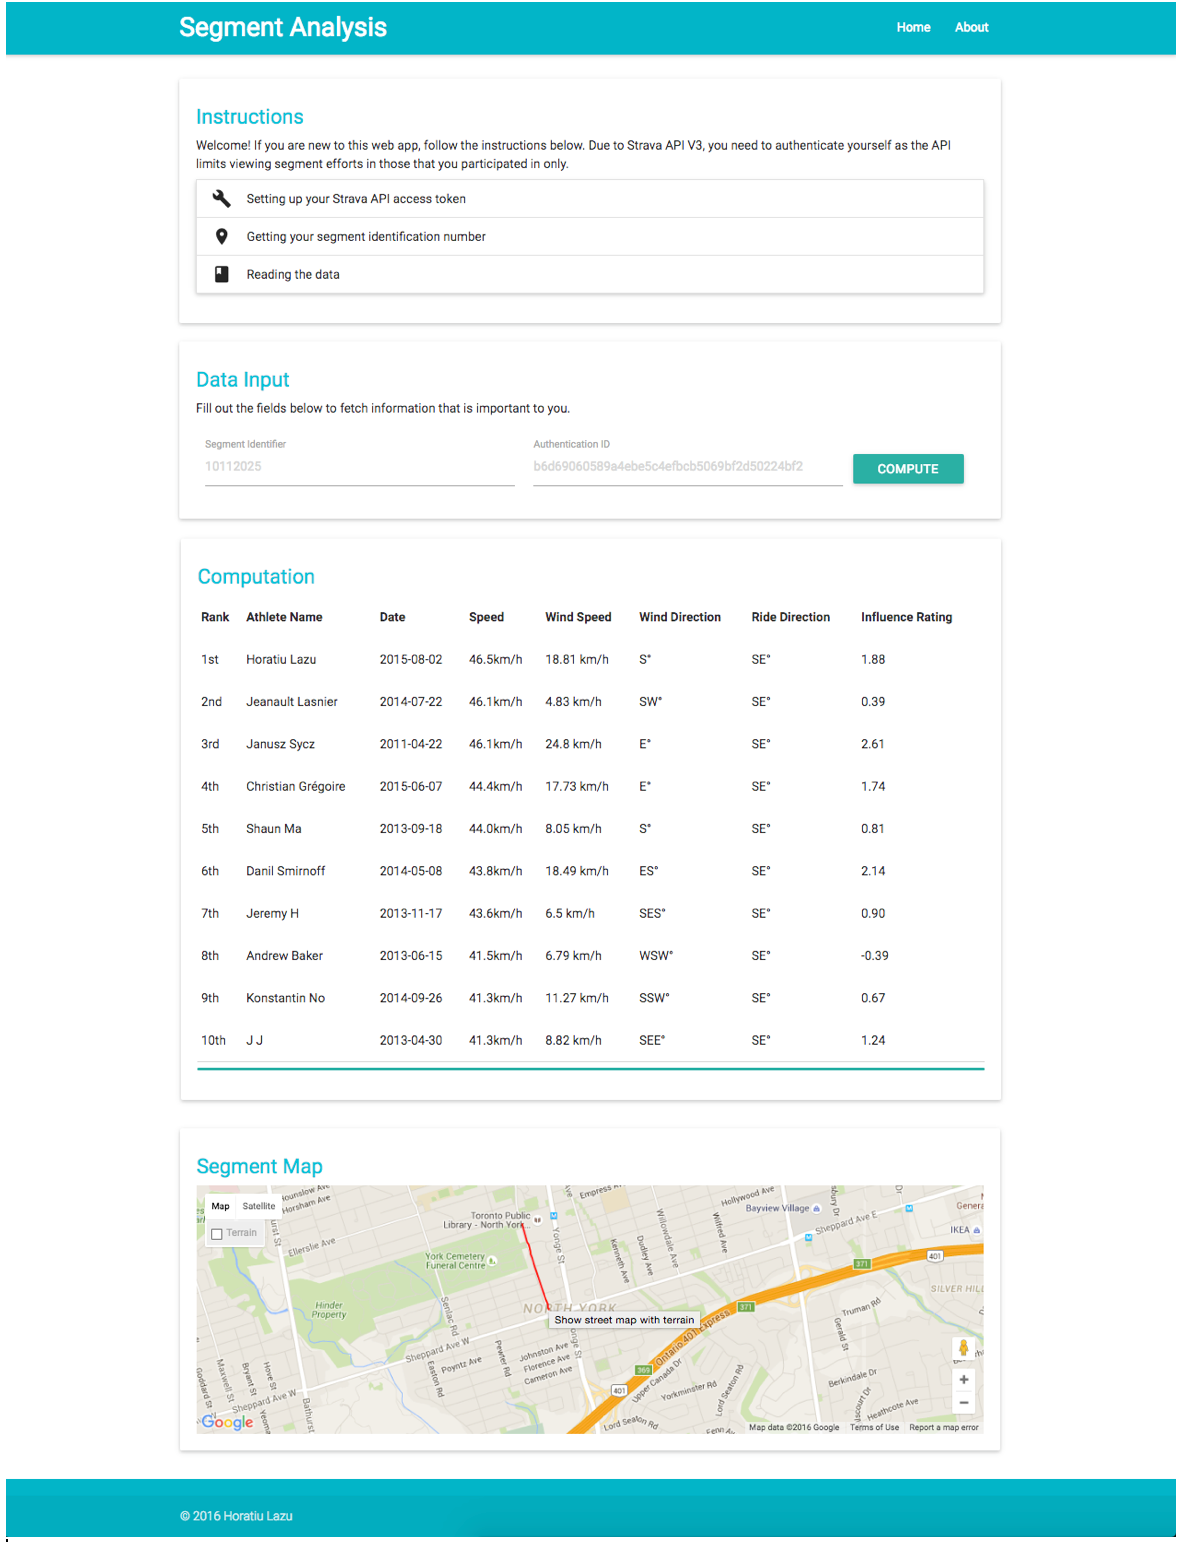 Segment Analysis
Home About
Instructions
Welcome! If you are new to this web app, follow the instructions below. Due to Strava API V3, you need to authenticate yourself as the API
limits viewing segment efforts in those that you participated in only.
Setting up your Strava API access token
Getting your segment identification number
Reading the data
Data Input
Fill out the fields below to fetch information that is important to you.
Segment Identifier Authentication ID
10112025 b6d69060589a4ebe5c4efbcb5069bf2d50224bf2 COMPUTE
Computation
Rank Athlete Name Date Speed Wind Speed Wind Direction Ride Direction Influence Rating
1st Horatiu Lazu 2015-08-02 46.5km/h 18.81 km/h S° SE° 1.88
2nd Jeanault Lasnier 2014-07-22 46.1km/h 4.83 km/h SW° SE° 0.39
3rd Janusz Sycz 2011-04-22 46.1km/h 24.8 km/h E° SE° 2.61
4th Christian Grégoire 2015-06-07 44.4km/h 17.73 km/h E° SE° 1.74
5th Shaun Ma 2013-09-18 44.0km/h 8.05 km/h S° SE° 0.81
6th Danil Smirnoff 2014-05-08 43.8km/h 18.49 km/h ES° SE° 2.14
7th Jeremy H 2013-11-17 43.6km/h 6.5 km/h SES° SE° 0.90
8th Andrew Baker 2013-06-15 41.5km/h 6.79 km/h WSW° SE° -0.39
9th Konstantin No 2014-09-26 41.3km/h 11.27 km/h SSW° SE° 0.67
10th J J 2013-04-30 41.3km/h 8.82 km/h SEE° SE° 1.24
Segment Map
Map Satellite
Terrain
Hounslow Ave
Horsham Ave
Ellerslie Ave
Toronto Public
Library - North York...
Empress
Hollywood Ave
Bayview Village
Sheppard Ave E
IKEA
401
371
York Cemetery
Funeral Centre
Yonge St
Kenneth Ave
Dudley Ave
Willowdale Ave
Wilfred Ave
Hinder
Property
Senlac Rd
NORTH YORK
Show street map with terrain
371
SILVER HILL
Truman Rd
Gerald St
Ontario 401 Express
Sheppard Ave W
Johnston Ave
Florence Ave
Cameron Ave
Poyntz Ave
Pewter Rd
Easton Rd
369
401
Upper Canada Dr
Yorkminster Rd
Lord Seaton Rd
Lord Seaton Rd
Berkindale Dr
Heathcote Ave
Maxwell St
Bryant St
Hove St
Goddard St
Sheppard Ave W
Bathurst
Google
Map data ©2016 Google Terms of Use Report a map error
© 2016 Horatiu Lazu